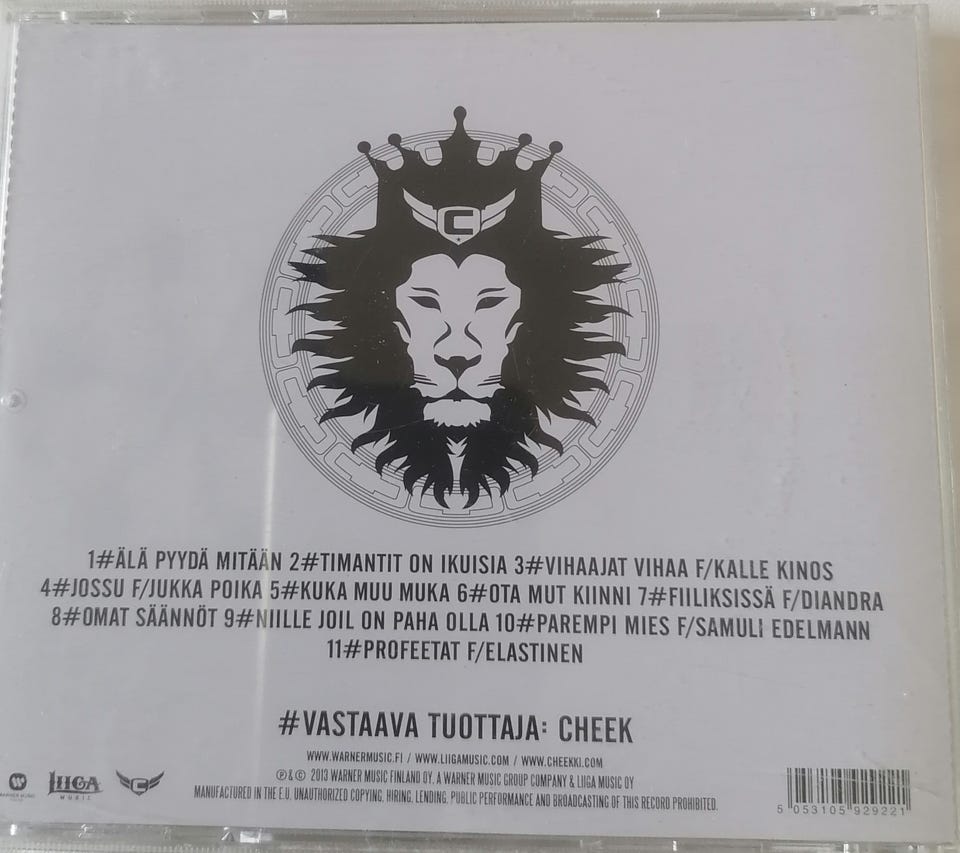 C
1#ÄLÄ PYYDÄ MITÄÄN 2#TIMANTIT ON IKUISIA 3#VIHAAJAT VIHAA F/KALLE KINOS
4#JOSSU F/JUKKA POIKA 5#KUKA MUU MUKA 6#OTA MUT KIINNI 7#FIILIKSISSÄ F/DIANDRA
8#OMAT SÄÄNNÖT 9#NIILLE JOIL ON PAHA OLLA 10#PAREMPI MIES F/SAMULI EDELMANN
11#PROFEETAT F/ELASTINEN
#VASTAAVA TUOTTAJA: CHEEK
WWW.WARNERMUSIC.FI / WWW.LIIGAMUSIC.COM / WWW.CHEEKKI.COM
℗ & © 2013 WARNER MUSIC FINLAND OY, A WARNER MUSIC GROUP COMPANY & LIIGA MUSIC OY
MANUFACTURED IN THE E.U. UNAUTHORIZED COPYING, HIRING, LENDING, PUBLIC PERFORMANCE AND BROADCASTING OF THIS RECORD PROHIBITED.
WARNER MUSIC
LIIGA
MUSIC
C
5 053105 929221